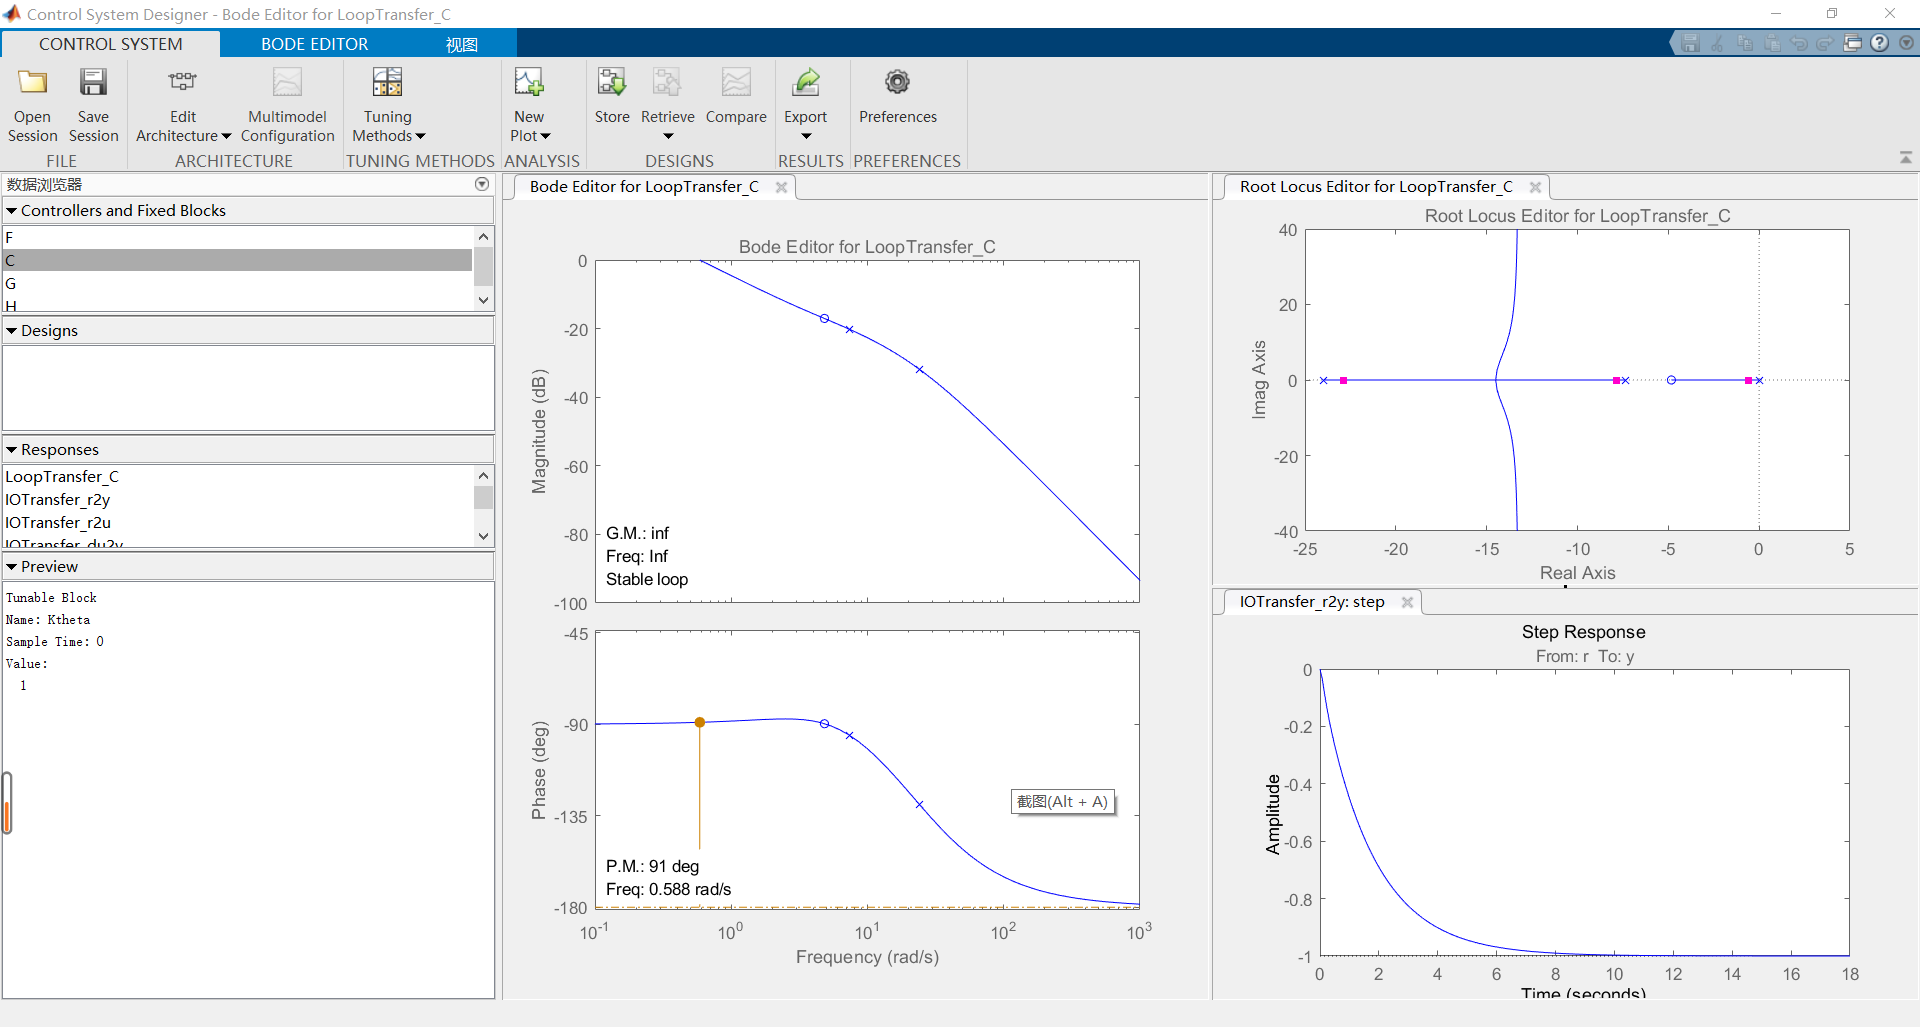 Control System Designer - Bode Editor for LoopTransfer_C
CONTROL SYSTEM
BODE EDITOR
视图
Open Session
Save Session
Edit Architecture
Multimodel Configuration
Tuning Methods
New Plot
Store
Retrieve
Compare
Export
Preferences
FILE
ARCHITECTURE
TUNING METHODS
ANALYSIS
DESIGNS
RESULTS
PREFERENCES
数据浏览器
Controllers and Fixed Blocks
F
C
G
H
Designs
Responses
LoopTransfer_C
IOTransfer_r2y
IOTransfer_r2u
IOTransfer_du2y
Preview
Tunable Block
Name: Ktheta
Sample Time: 0
Value:
1
Bode Editor for LoopTransfer_C
Bode Editor for LoopTransfer_C
0
-20
-40
-60
-80
-100
Magnitude (dB)
G.M.: inf
Freq: Inf
Stable loop
-45
-90
-135
-180
Phase (deg)
P.M.: 91 deg
Freq: 0.588 rad/s
截图(Alt + A)
10^-1
10^0
10^1
10^2
10^3
Frequency (rad/s)
Root Locus Editor for LoopTransfer_C
Root Locus Editor for LoopTransfer_C
40
20
0
-20
-40
Imag Axis
-25
-20
-15
-10
-5
0
5
Real Axis
IOTransfer_r2y: step
Step Response
From: r To: y
0
-0.2
-0.4
-0.6
-0.8
-1
Amplitude
0
2
4
6
8
10
12
14
16
18
Time (seconds)